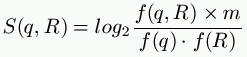 S(q, R) = log₂ f(q, R) × m / f(q) · f(R)